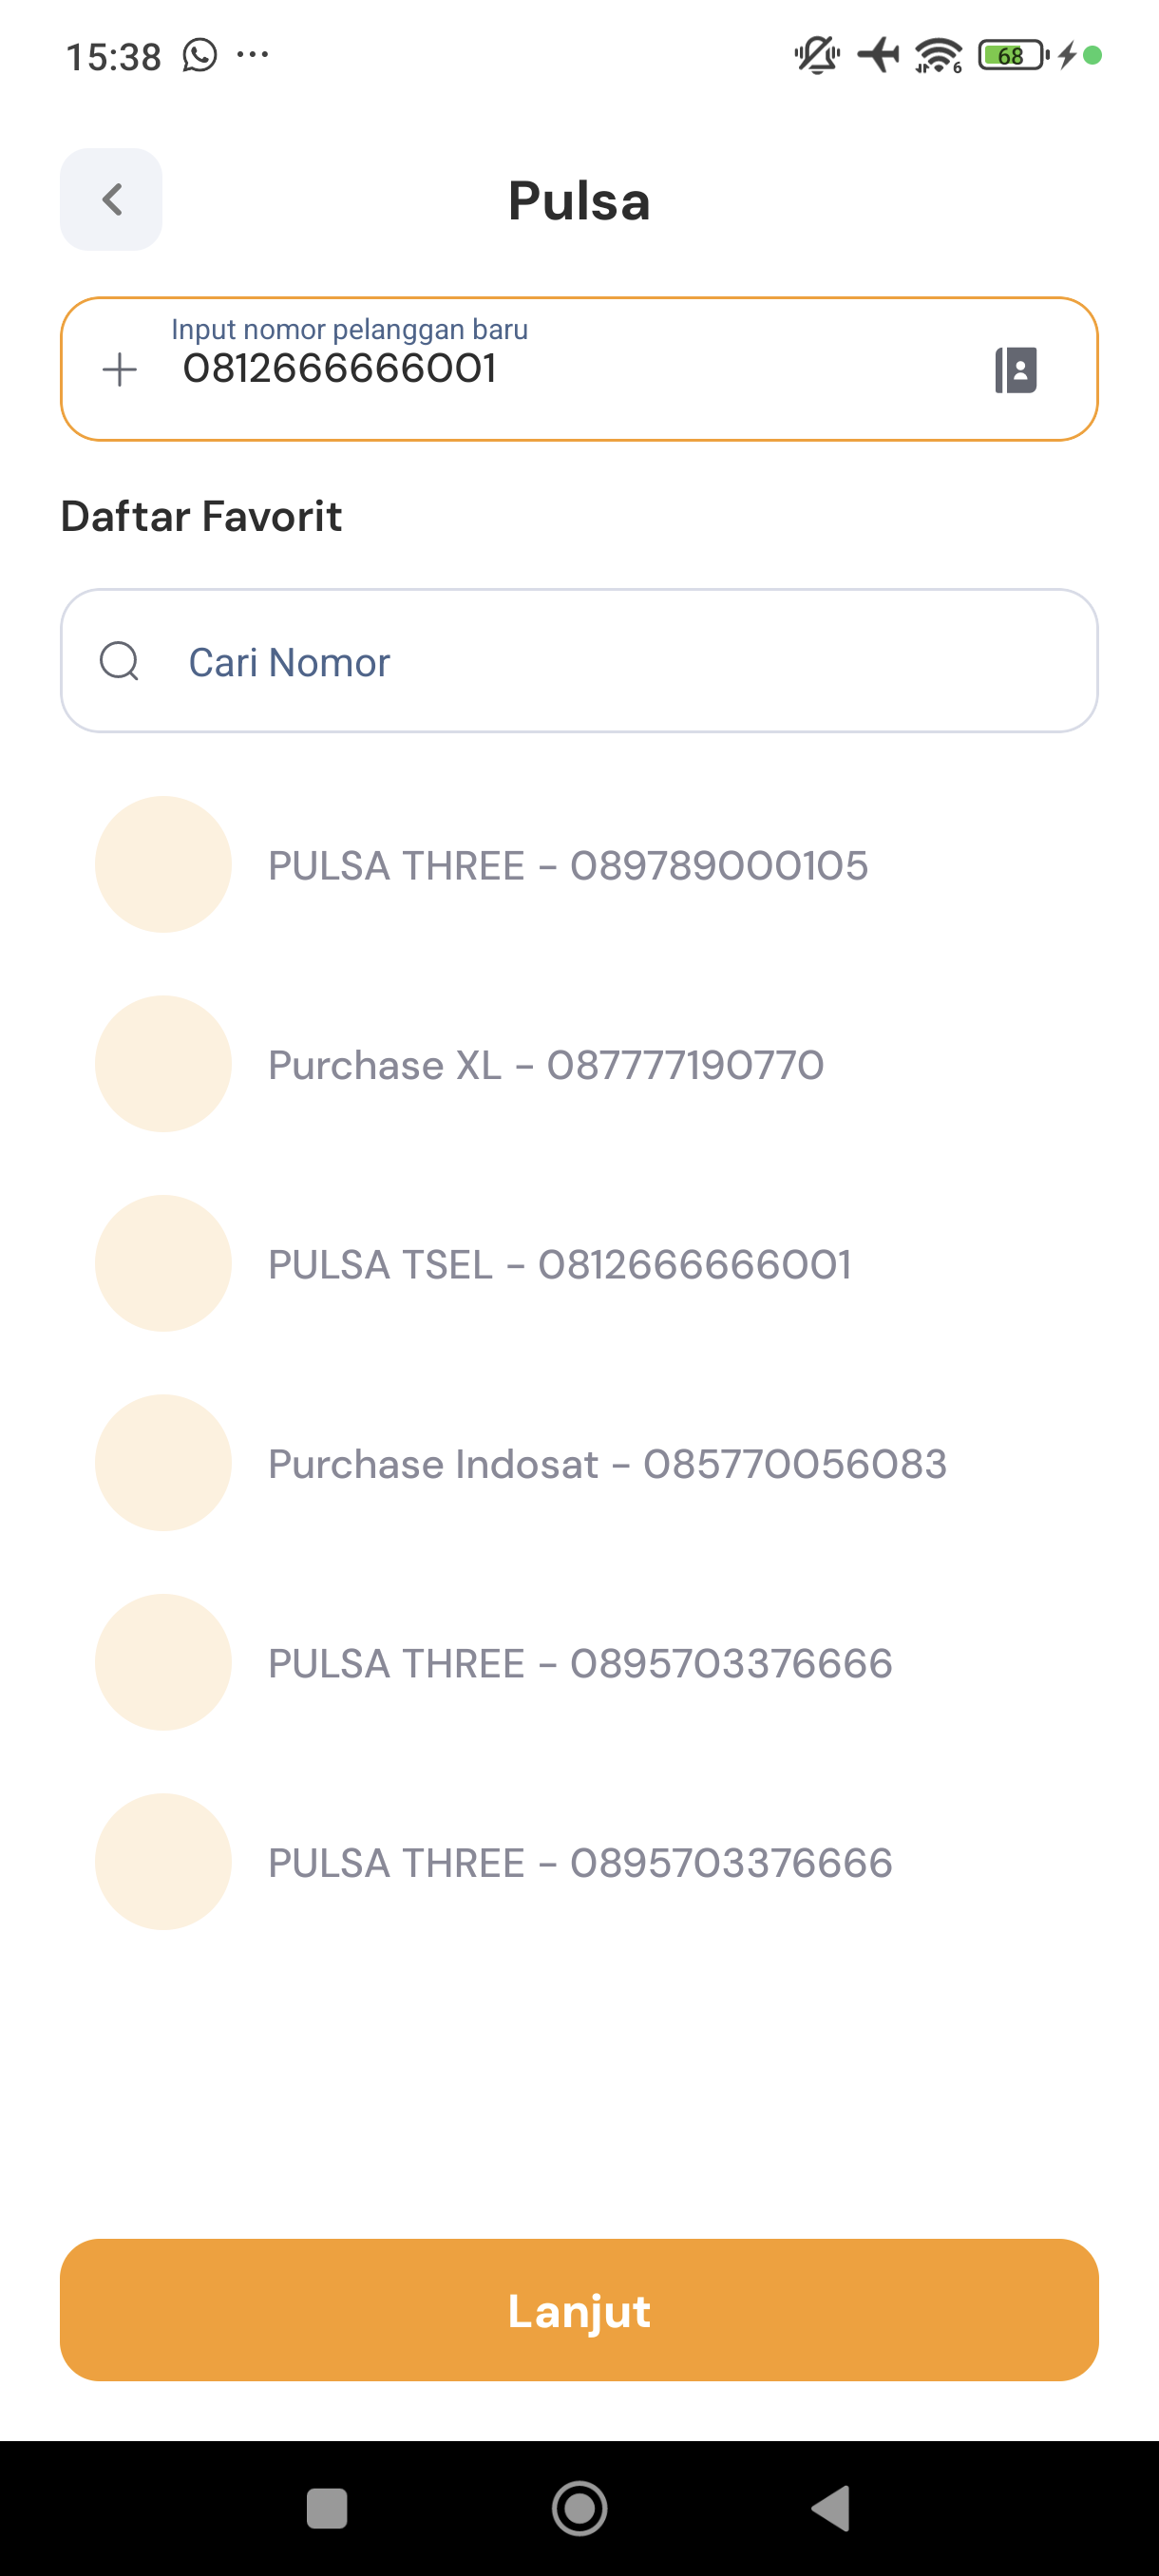 15:38
6
68
Pulsa
Input nomor pelanggan baru
0812666666001
Daftar Favorit
Cari Nomor
PULSA THREE - 089789000105
Purchase XL - 087777190770
PULSA TSEL - 0812666666001
Purchase Indosat - 085770056083
PULSA THREE - 0895703376666
PULSA THREE - 0895703376666
Lanjut